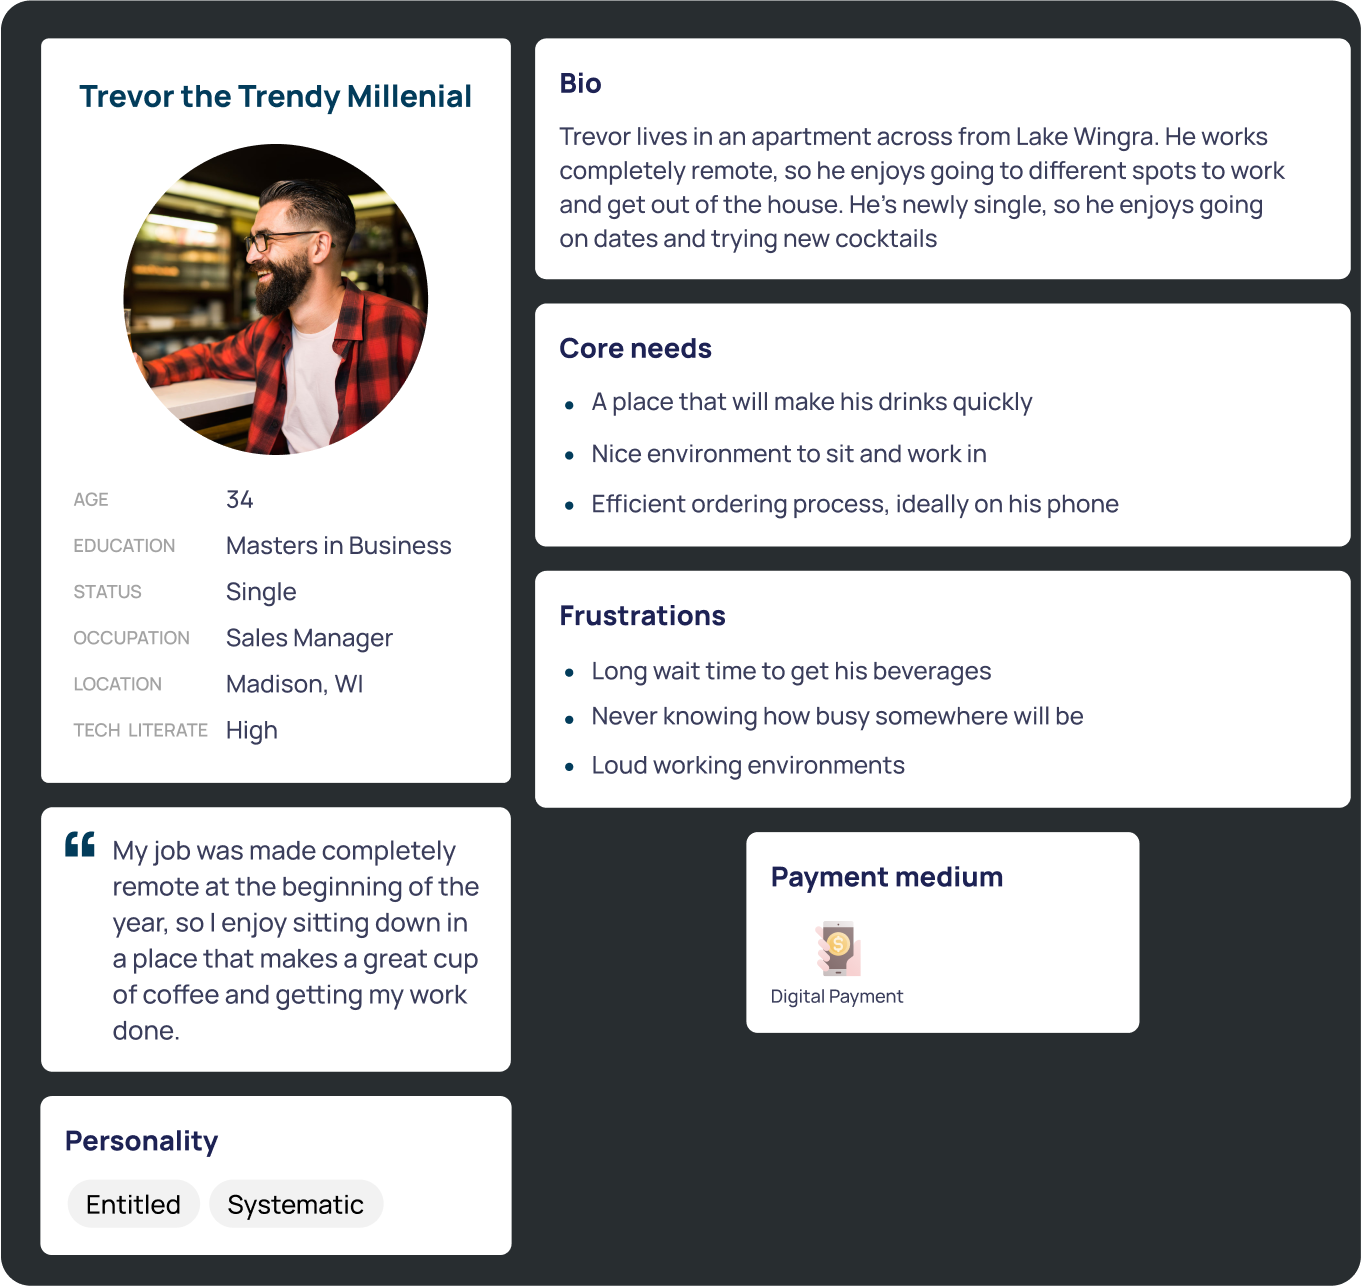 Trevor the Trendy Millenial
AGE 34
EDUCATION Masters in Business
STATUS Single
OCCUPATION Sales Manager
LOCATION Madison, WI
TECH LITERATE High
“ My job was made completely
remote at the beginning of the
year, so I enjoy sitting down in
a place that makes a great cup
of coffee and getting my work
done.
Personality
Entitled Systematic
Bio
Trevor lives in an apartment across from Lake Wingra. He works
completely remote, so he enjoys going to different spots to work
and get out of the house. He’s newly single, so he enjoys going
on dates and trying new cocktails
Core needs
• A place that will make his drinks quickly
• Nice environment to sit and work in
• Efficient ordering process, ideally on his phone
Frustrations
• Long wait time to get his beverages
• Never knowing how busy somewhere will be
• Loud working environments
Payment medium
$
Digital Payment